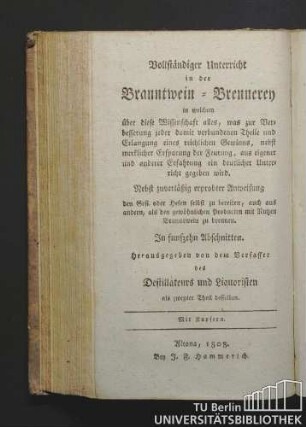 Vollständiger Unterricht
in der
Branntwein - Brennerey
in welchem
über diese Wissenschaft alles, was zur Ver-
besserung jeder damit verbundenen Theile und
Erlangung eines reichlichen Gewinns, nebst
merklicher Ersparung der Feurung, aus eigener
und anderer Erfahrung ein deutlicher Unter-
richt gegeben wird.
Nebst zuverläßig erprobter Anweisung
den Gest oder Hefen selbst zu bereiten, auch aus
andern, als den gewöhnlichen Producten mit Nutzen
Branntwein zu brennen.
In funfzehn Abschnitten.
Herausgegeben von dem Verfasser
des
Destillateurs und Liquoristen
als zweyter Theil desselben.
Mit Kupfern.
Altona, 1808.
Bey J. F. Hammerich.
TU Berlin
UNIVERSITÄTSBIBLIOTHEK